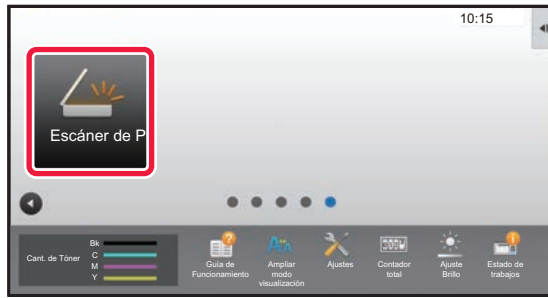 10:15
Escáner de P
Bk
Cant. de Tóner
C
M
Y
Guía de
Funcionamiento
Ampliar
modo
visualización
Ajustes
Contador
total
Ajuste
Brillo
Estado de
trabajos